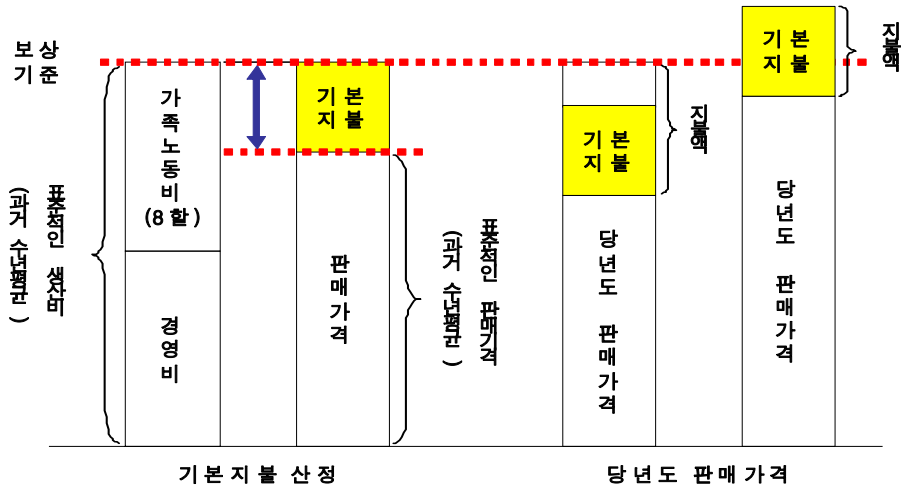 보상
기준
가족노동비
(8할)
경영비
표준적인 생산비
(과거 수년평균)
기본
지불
판매가격
표준적인 판매가격
(과거 수년평균)
기본
지불
당년도 판매가격
지불액
기본
지불
당년도 판매가격
지불액
기본지불 산정
당년도 판매가격